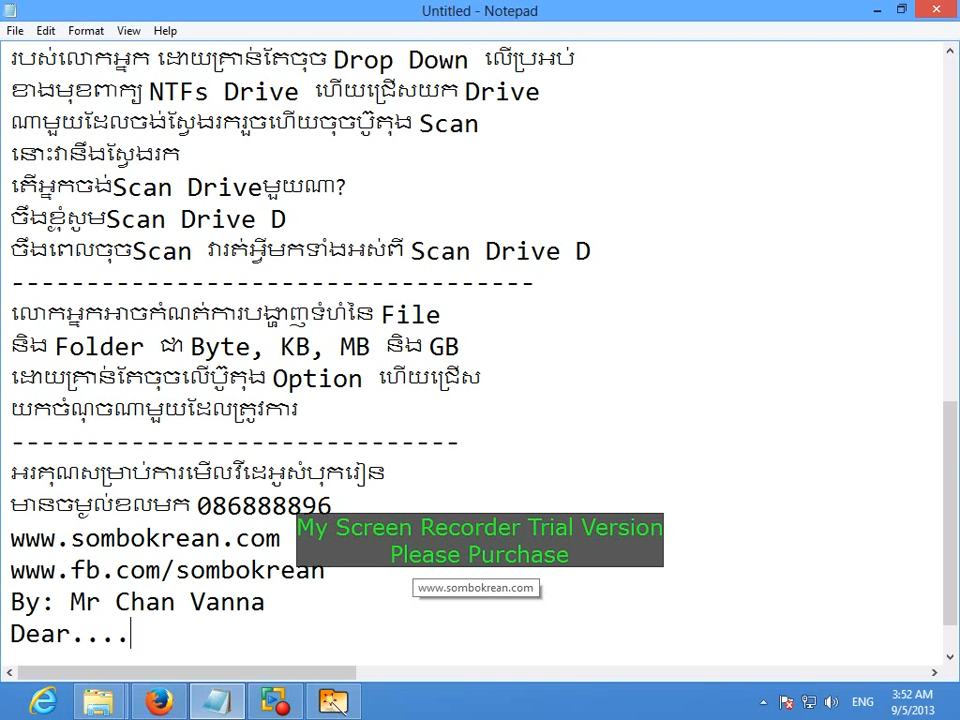 Untitled - Notepad
File Edit Format View Help
របស់លោកអ្នក ដោយគ្រាន់តែចុច Drop Down លើប្រអប់
ខាងមុខពាក្យ NTFs Drive ហើយជ្រើសយក Drive
ណាមួយដែលចង់ស្វែងរករួចហើយចុចប៊ូតុង Scan
នោះវានឹងស្វែងរក
តើអ្នកចង់Scan Driveមួយណា?
ចឹងខ្ញុំសូមScan Drive D
ចឹងពេលចុចScan វារត់អ្វីមកទាំងអស់ពី Scan Drive D
-----------------------------------
លោកអ្នកអាចកំណត់ការបង្ហាញទំហំនៃ File
និង Folder ជា Byte, KB, MB និង GB
ដោយគ្រាន់តែចុចលើប៊ូតុង Option ហើយជ្រើស
យកចំណុចណាមួយដែលត្រូវការ
------------------------------
អរគុណសម្រាប់ការមើលវីដេអូសំបុករៀន
មានចម្ងល់ខលមក 086888896
My Screen Recorder Trial Version
Please Purchase
www.sombokrean.com
www.fb.com/sombokrean
www.sombokrean.com
By: Mr Chan Vanna
Dear....
ENG
3:52 AM
9/5/2013